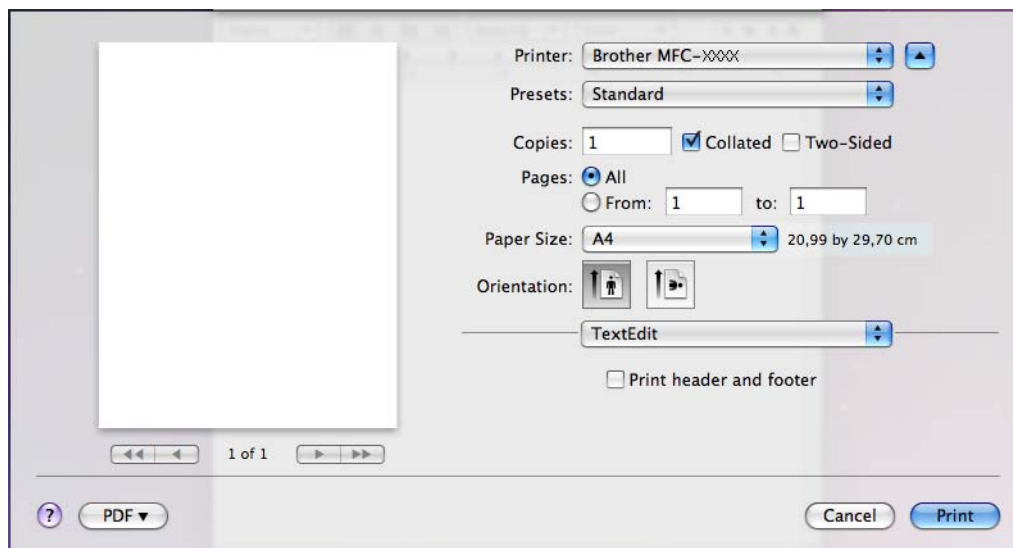 Printer: Brother MFC-XXXX
Presets: Standard
Copies: 1 Collated Two-Sided
Pages: All
From: 1 to: 1
Paper Size: A4 20,99 by 29,70 cm
Orientation:
TextEdit
Print header and footer
1 of 1
? PDF Cancel Print